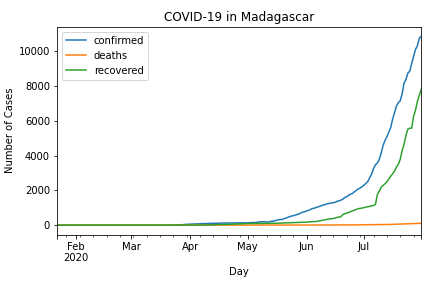 COVID-19 in Madagascar
confirmed
deaths
recovered
Number of Cases
10000
8000
6000
4000
2000
0
Feb Mar Apr May Jun Jul
2020
Day